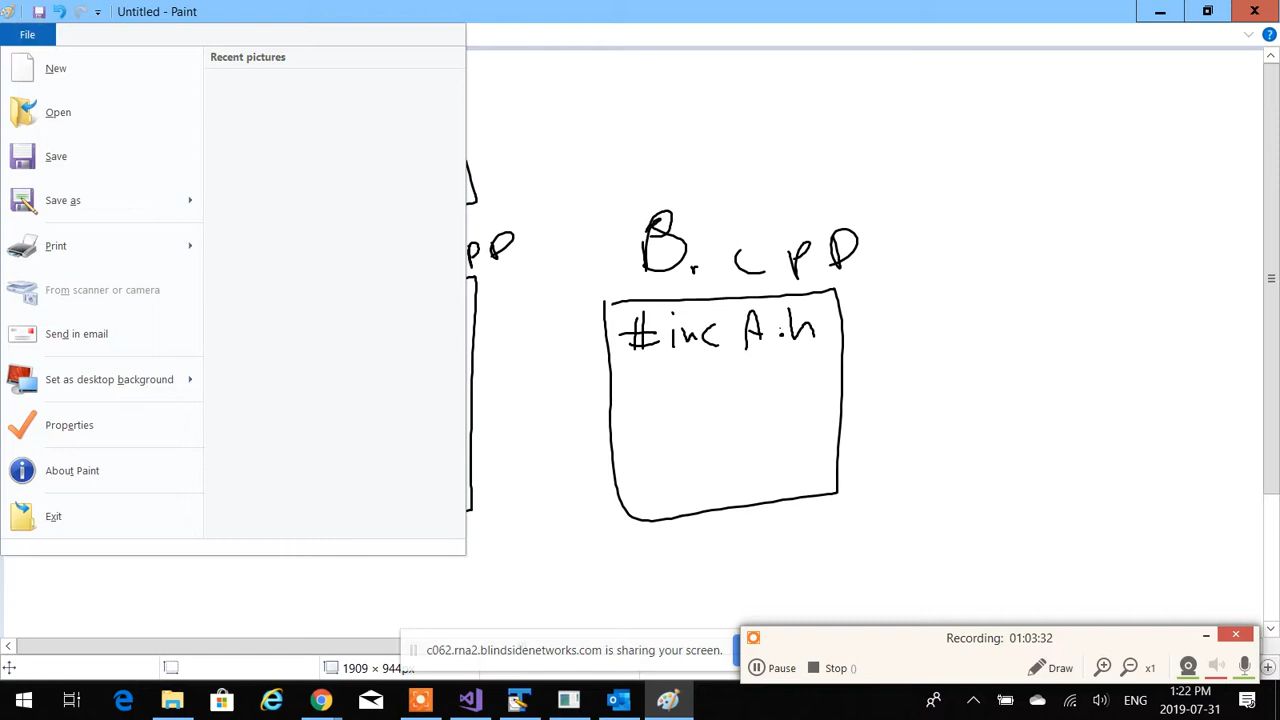 Untitled - Paint
File
Recent pictures
New
Open
Save
Save as
Print
From scanner or camera
Send in email
Set as desktop background
Properties
About Paint
Exit
pp
B.cpp
#inc A.h
c062.rna2.blindsidenetworks.com is sharing your screen.
Recording: 01:03:32
Pause
Stop ()
Draw
x1
1909 × 944px
ENG
1:22 PM
2019-07-31